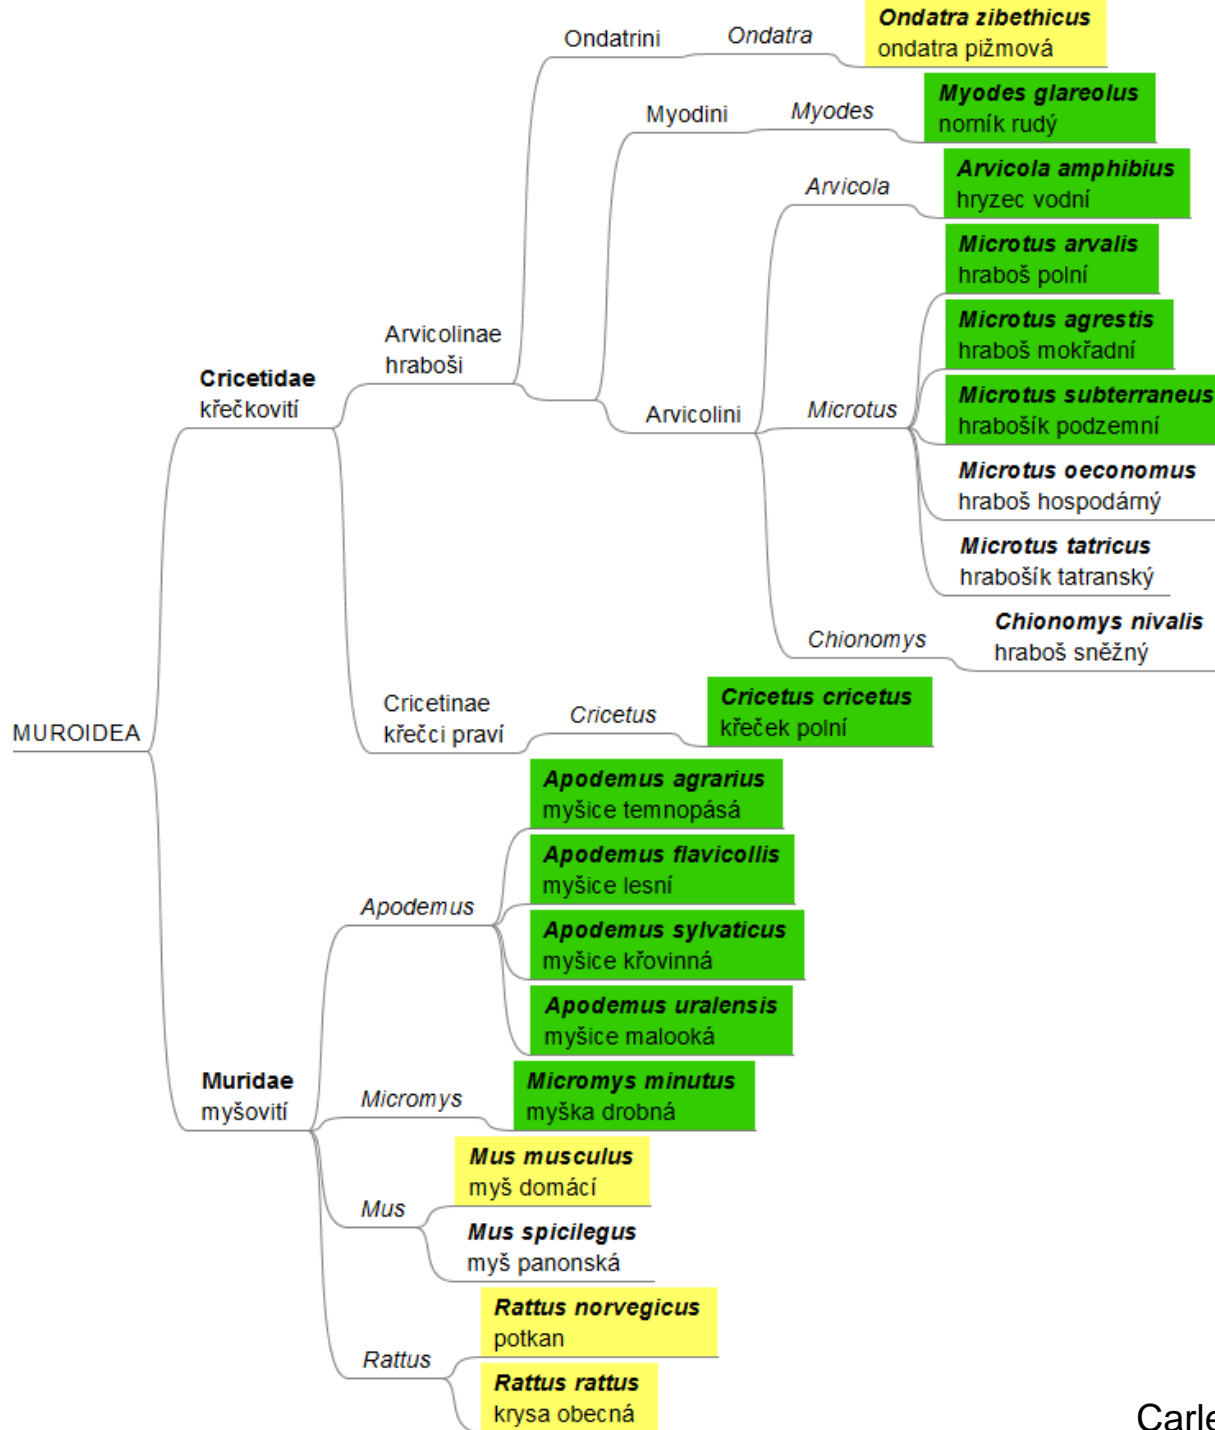 MUROIDEA
Cricetidae
křečkovití
Arvicolinae
hraboši
Ondatrini
Ondatra
Ondatra zibethicus
ondatra pižmová
Myodini
Myodes
Myodes glareolus
norník rudý
Arvicolini
Arvicola
Arvicola amphibius
hryzec vodní
Microtus
Microtus arvalis
hraboš polní
Microtus agrestis
hraboš mokřadní
Microtus subterraneus
hrabošík podzemní
Microtus oeconomus
hraboš hospodárný
Microtus tatricus
hrabošík tatranský
Chionomys
Chionomys nivalis
hraboš sněžný
Cricetinae
křečci praví
Cricetus
Cricetus cricetus
křeček polní
Muridae
myšovití
Apodemus
Apodemus agrarius
myšice temnopásá
Apodemus flavicollis
myšice lesní
Apodemus sylvaticus
myšice křovinná
Apodemus uralensis
myšice malooká
Micromys
Micromys minutus
myška drobná
Mus
Mus musculus
myš domácí
Mus spicilegus
myš panonská
Rattus
Rattus norvegicus
potkan
Rattus rattus
krysa obecná